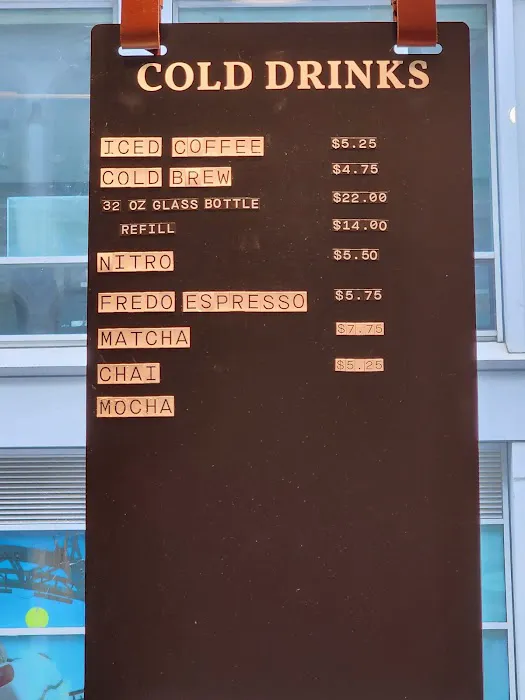 COLD DRINKS
ICED COFFEE $5.25
COLD BREW $4.75
32 OZ GLASS BOTTLE $22.00
REFILL $14.00
NITRO $5.50
FREDO ESPRESSO $5.75
MATCHA $7.75
CHAI $5.25
MOCHA